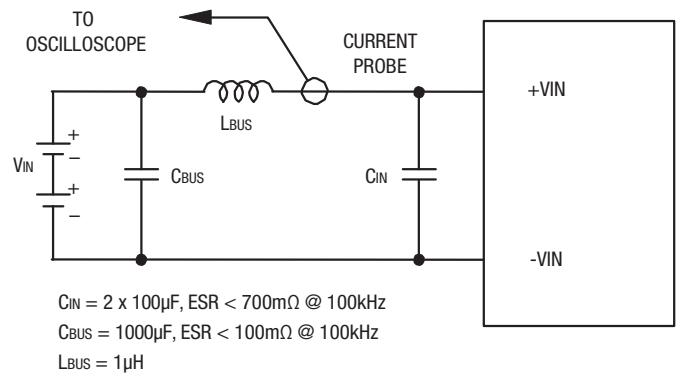 TO
OSCILLOSCOPE
CURRENT
PROBE
+VIN
LBUS
+
VIN
−
CBUS
CIN
+
−
-VIN
CIN = 2 x 100µF, ESR < 700mΩ @ 100kHz
CBUS = 1000µF, ESR < 100mΩ @ 100kHz
LBUS = 1µH